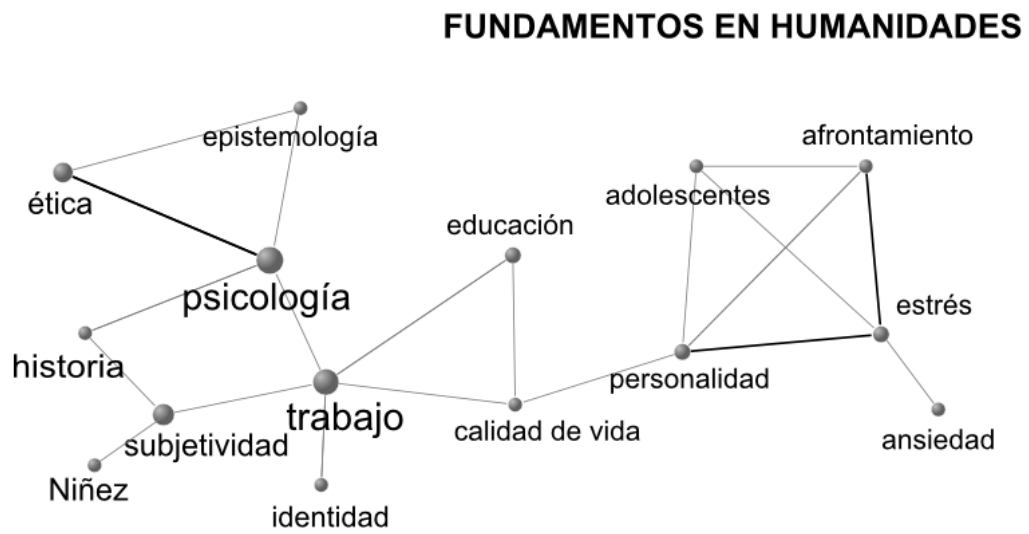 FUNDAMENTOS EN HUMANIDADES
epistemología
afrontamiento
ética
adolescentes
educación
psicología
estrés
historia
personalidad
trabajo
calidad de vida
subjetividad
ansiedad
Niñez
identidad